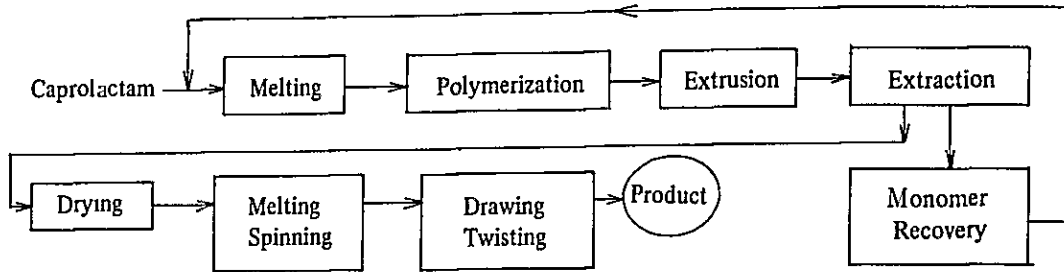 Caprolactam
Melting
Polymerization
Extrusion
Extraction
Drying
Melting
Spinning
Drawing
Twisting
Product
Monomer
Recovery